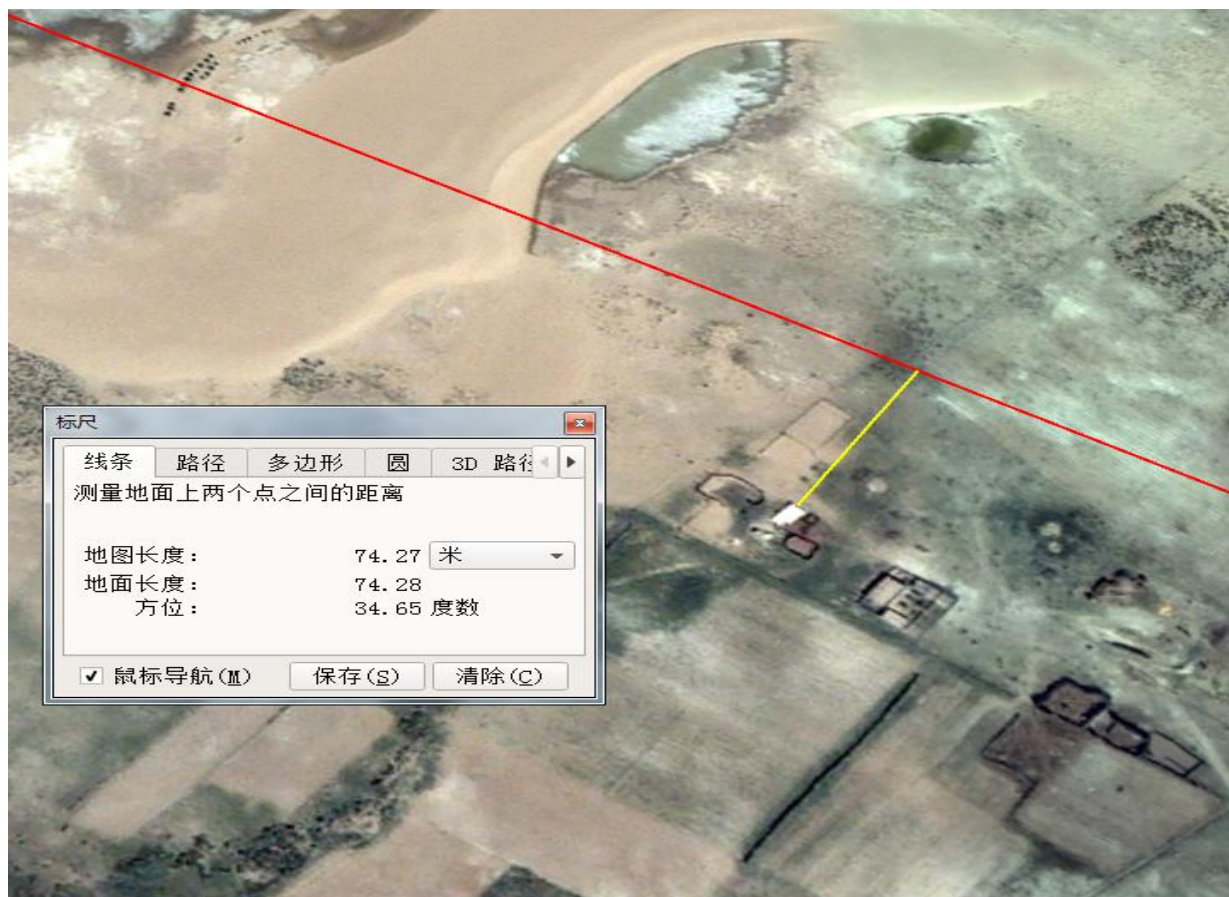 标尺
线条 路径 多边形 圆 3D 路径
测量地面上两个点之间的距离
地图长度： 74.27 米
地面长度： 74.28
方位： 34.65 度数
鼠标导航(M) 保存(S) 清除(C)